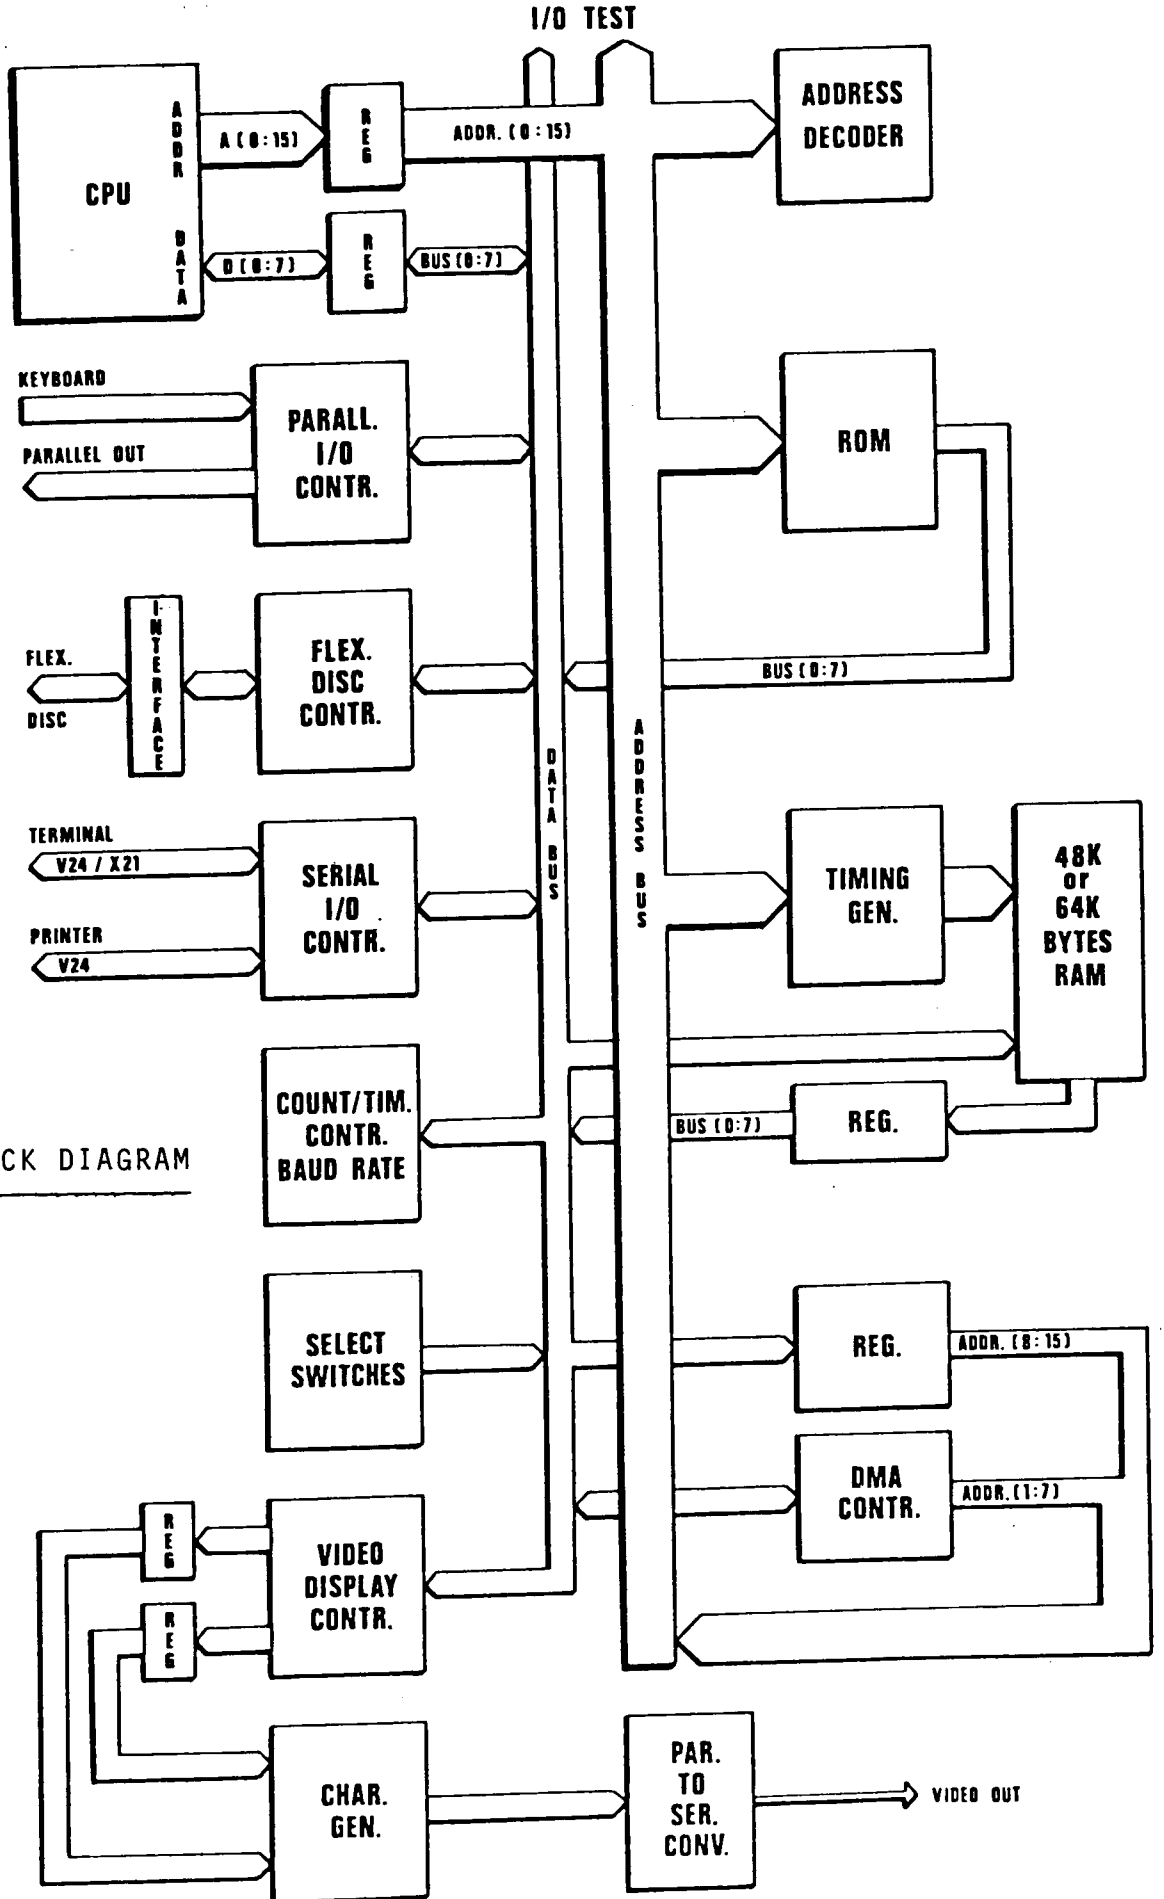 I/O TEST
CPU
ADDR
DATA
A(0:15)
REG
ADDR. (0:15)
ADDRESS
DECODER
D(0:7)
REG
BUS(0:7)
KEYBOARD
PARALLEL OUT
PARALL.
I/O
CONTR.
ROM
BUS (0:7)
FLEX.
DISC
INTERFACE
FLEX.
DISC
CONTR.
DATA BUS
ADDRESS BUS
TERMINAL
V24 / X21
PRINTER
V24
SERIAL
I/O
CONTR.
TIMING
GEN.
48K
or
64K
BYTES
RAM
COUNT/TIM.
CONTR.
BAUD RATE
BUS (0:7)
REG.
CK DIAGRAM
SELECT
SWITCHES
REG.
ADDR. (8:15)
DMA
CONTR.
ADDR. (1:7)
REG
REG
VIDEO
DISPLAY
CONTR.
CHAR.
GEN.
PAR.
TO
SER.
CONV.
VIDEO OUT